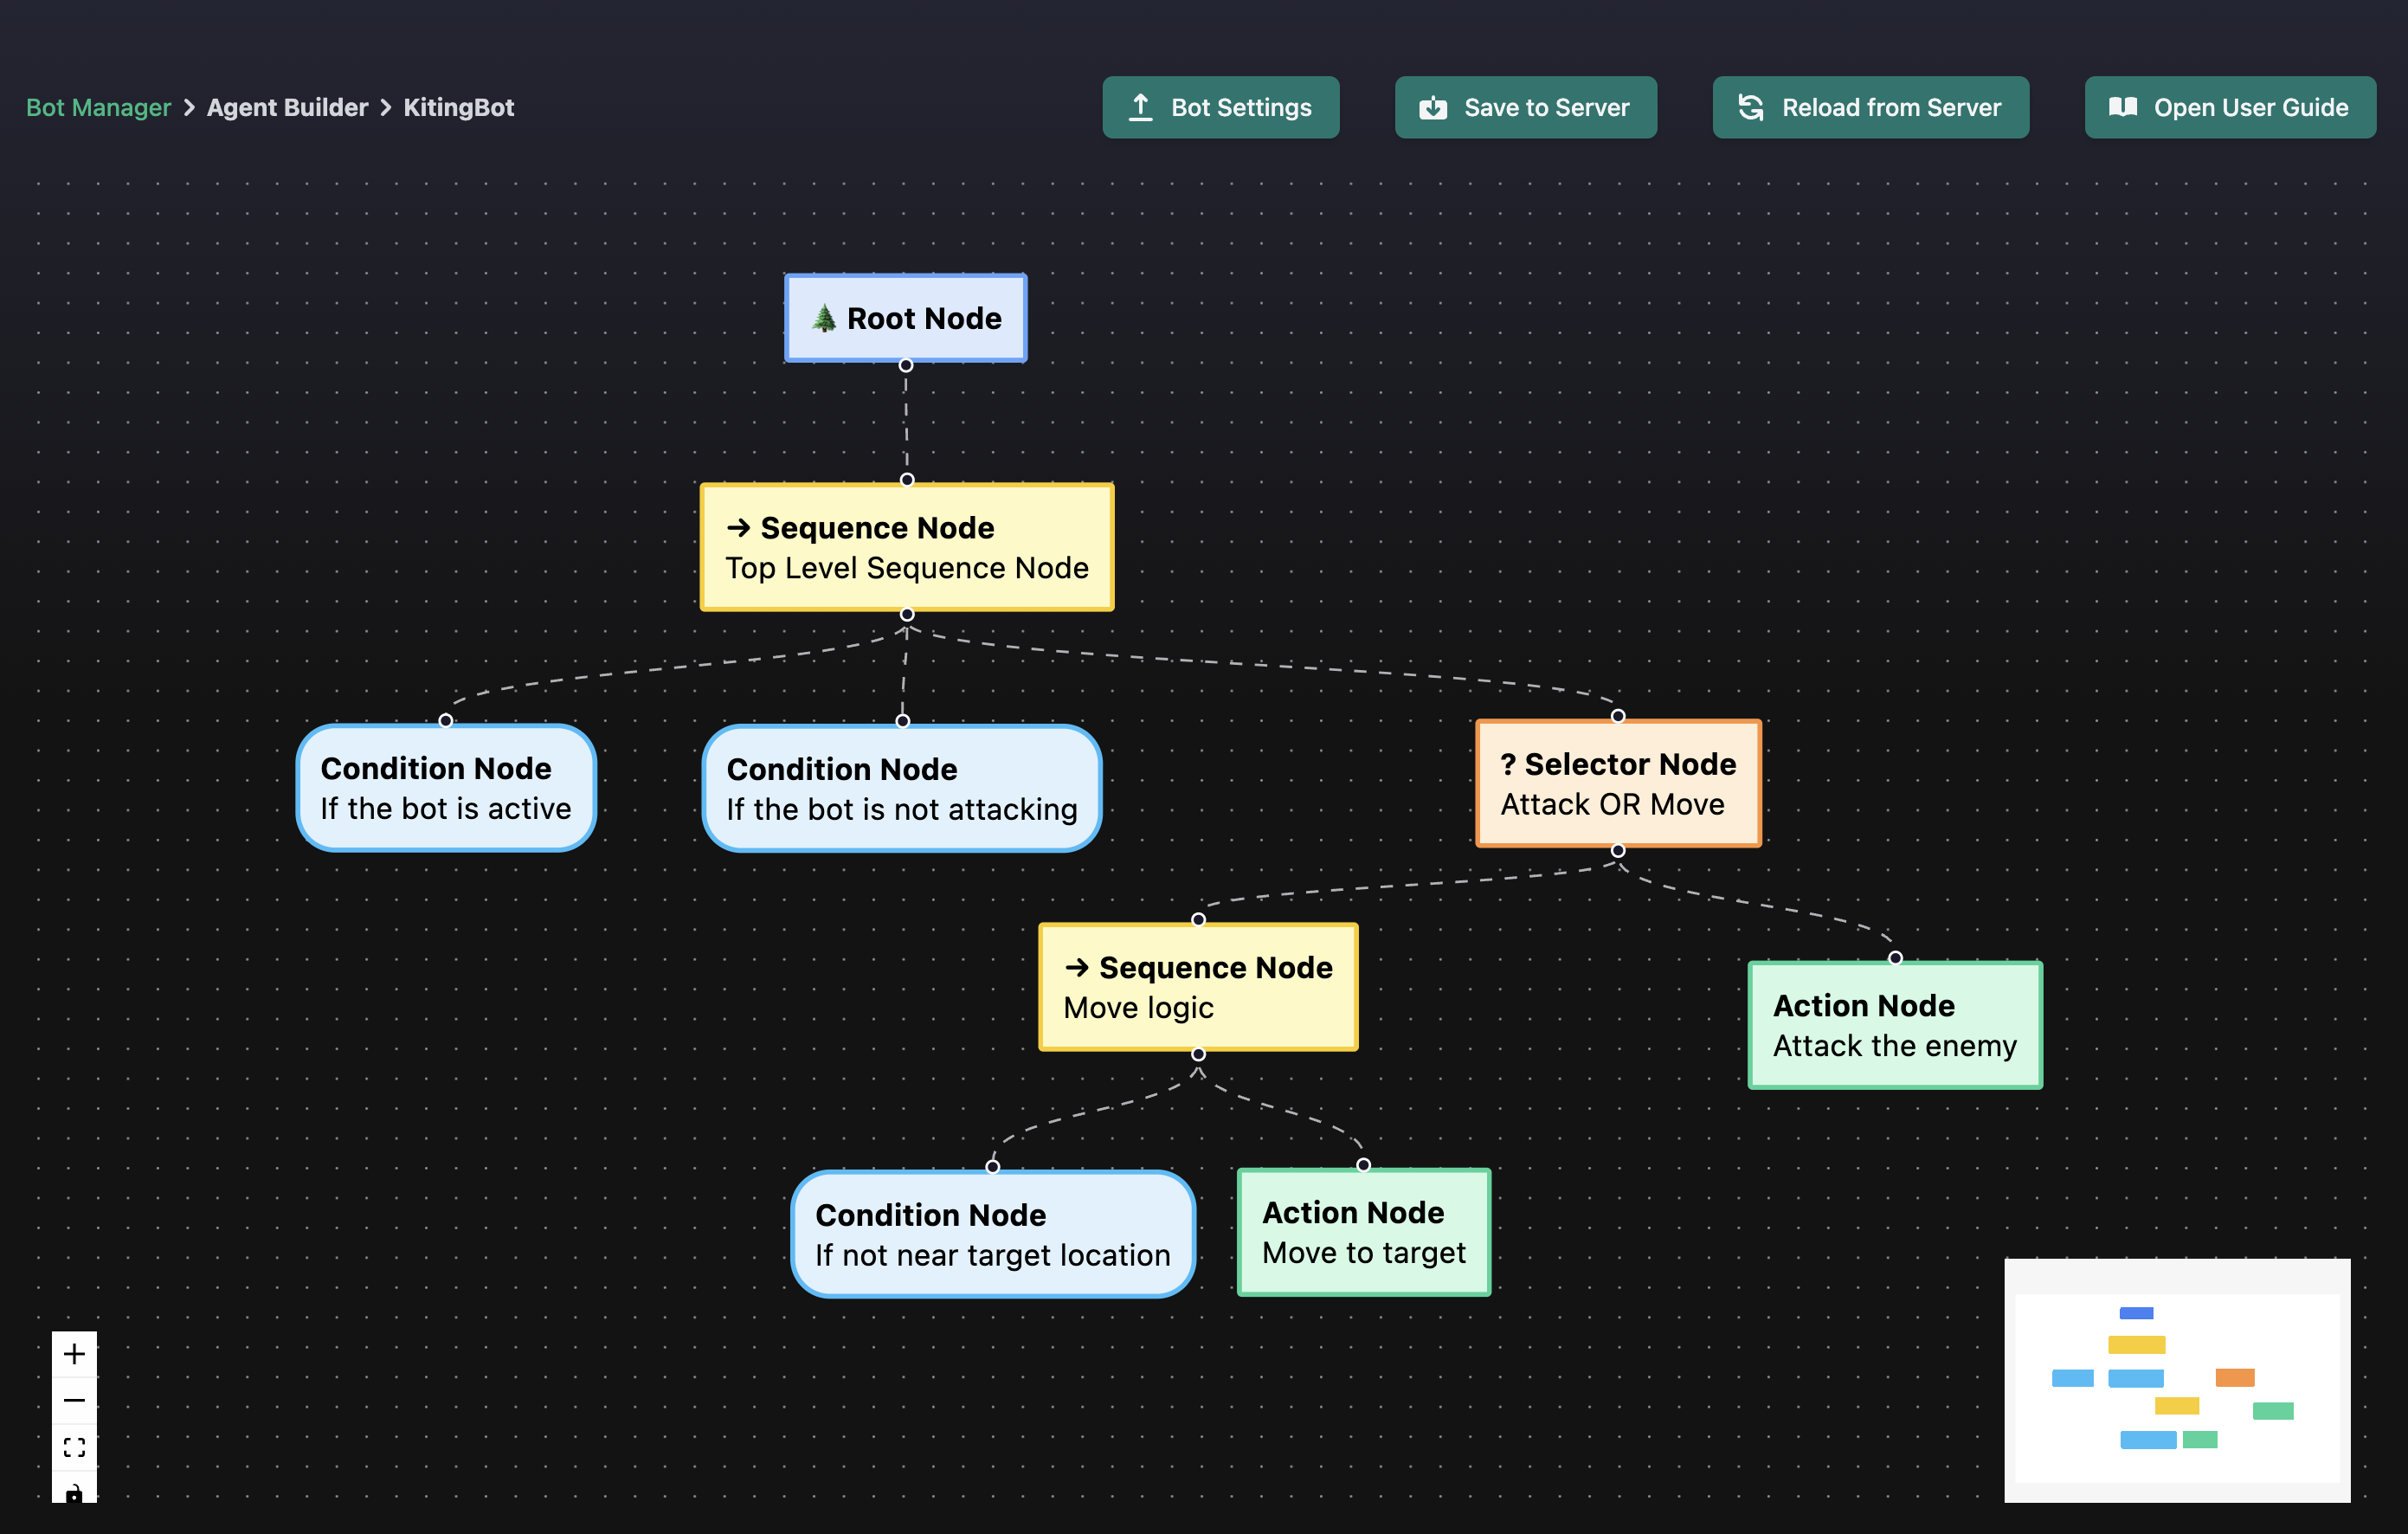 Bot Manager > Agent Builder > KitingBot
Bot Settings
Save to Server
Reload from Server
Open User Guide
🌲 Root Node
→ Sequence Node
Top Level Sequence Node
Condition Node
If the bot is active
Condition Node
If the bot is not attacking
? Selector Node
Attack OR Move
→ Sequence Node
Move logic
Action Node
Attack the enemy
Condition Node
If not near target location
Action Node
Move to target